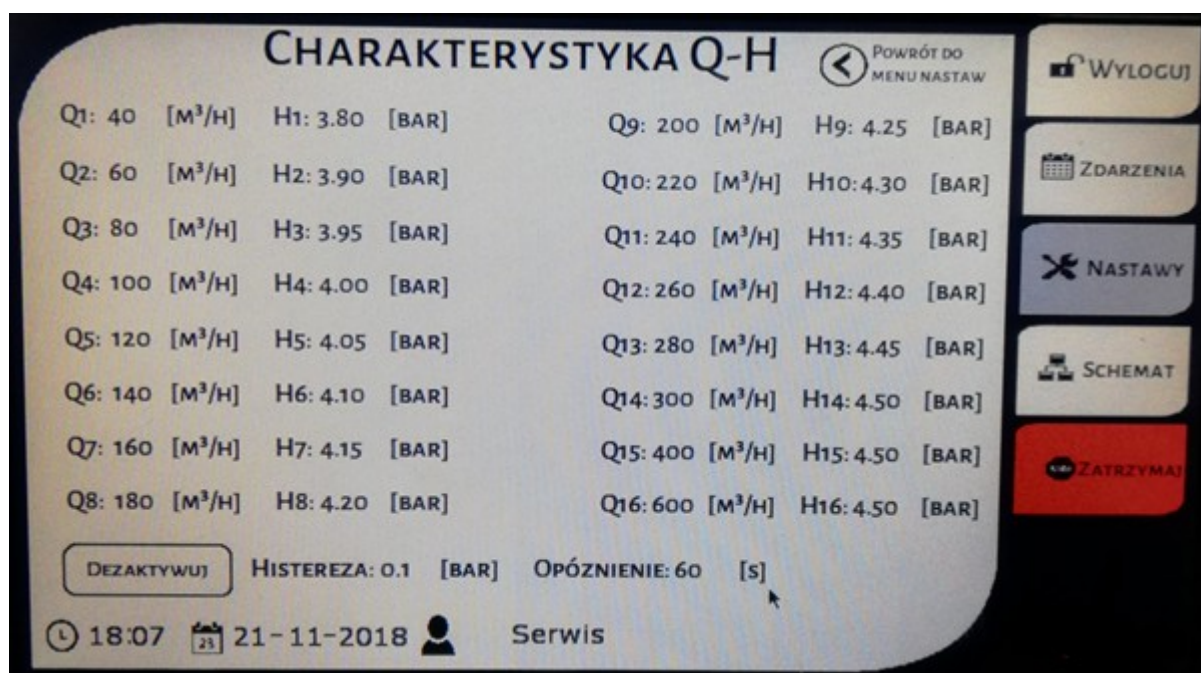 Charakterystyka Q-H
Powrót do
menu nastaw
Q1: 40 [m³/h] H1: 3.80 [bar]
Q2: 60 [m³/h] H2: 3.90 [bar]
Q3: 80 [m³/h] H3: 3.95 [bar]
Q4: 100 [m³/h] H4: 4.00 [bar]
Q5: 120 [m³/h] H5: 4.05 [bar]
Q6: 140 [m³/h] H6: 4.10 [bar]
Q7: 160 [m³/h] H7: 4.15 [bar]
Q8: 180 [m³/h] H8: 4.20 [bar]
Q9: 200 [m³/h] H9: 4.25 [bar]
Q10: 220 [m³/h] H10: 4.30 [bar]
Q11: 240 [m³/h] H11: 4.35 [bar]
Q12: 260 [m³/h] H12: 4.40 [bar]
Q13: 280 [m³/h] H13: 4.45 [bar]
Q14: 300 [m³/h] H14: 4.50 [bar]
Q15: 400 [m³/h] H15: 4.50 [bar]
Q16: 600 [m³/h] H16: 4.50 [bar]
Dezaktywuj Histereza: 0.1 [bar] Opóznienie: 60 [s]
18:07 23 21-11-2018 Serwis
Wyloguj
Zdarzenia
Nastawy
Schemat
Zatrzymaj